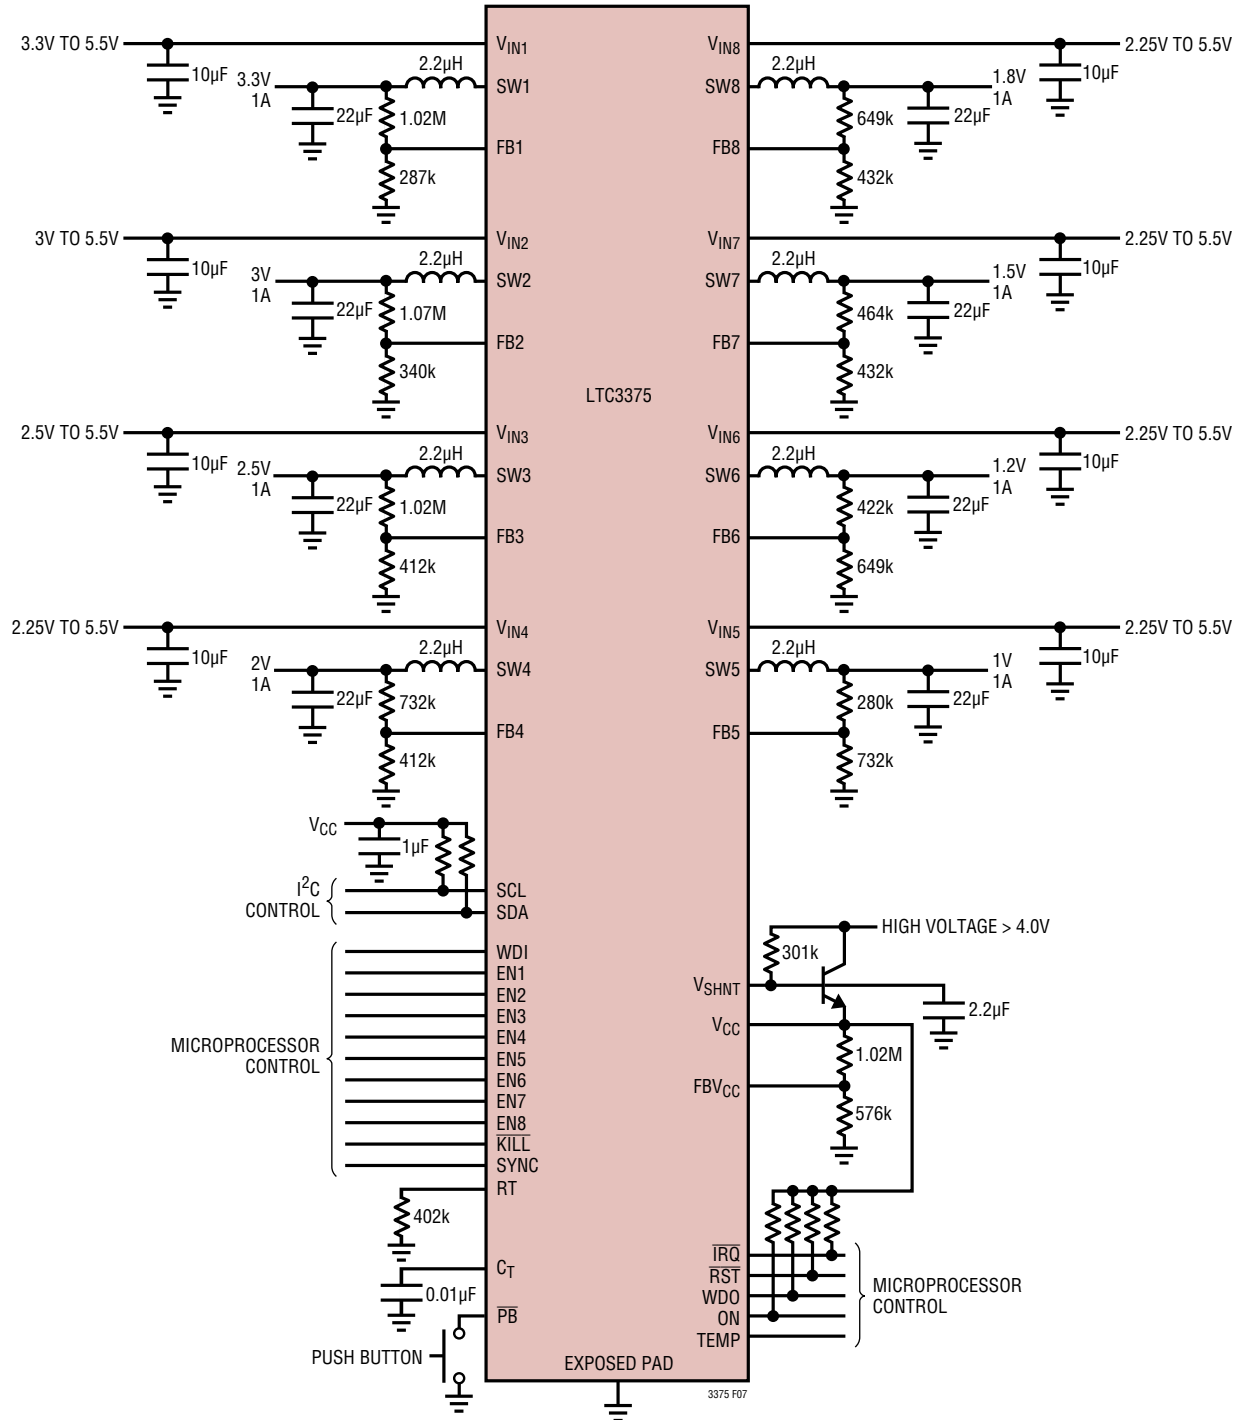 3.3V TO 5.5V
10µF
3.3V
1A
22µF
2.2µH
1.02M
287k
VIN1
SW1
FB1
3V TO 5.5V
10µF
3V
1A
22µF
2.2µH
1.07M
340k
VIN2
SW2
FB2
2.5V TO 5.5V
10µF
2.5V
1A
22µF
2.2µH
1.02M
412k
VIN3
SW3
FB3
2.25V TO 5.5V
10µF
2V
1A
22µF
2.2µH
732k
412k
VIN4
SW4
FB4
VCC
1µF
I2C
CONTROL
SCL
SDA
MICROPROCESSOR
CONTROL
WDI
EN1
EN2
EN3
EN4
EN5
EN6
EN7
EN8
KILL
SYNC
RT
402k
CT
0.01µF
PB
PUSH BUTTON
LTC3375
EXPOSED PAD
VIN8
SW8
FB8
2.2µH
649k
432k
22µF
1.8V
1A
10µF
2.25V TO 5.5V
VIN7
SW7
FB7
2.2µH
464k
432k
22µF
1.5V
1A
10µF
2.25V TO 5.5V
VIN6
SW6
FB6
2.2µH
422k
649k
22µF
1.2V
1A
10µF
2.25V TO 5.5V
VIN5
SW5
FB5
2.2µH
280k
732k
22µF
1V
1A
10µF
2.25V TO 5.5V
HIGH VOLTAGE > 4.0V
301k
VSHNT
2.2µF
VCC
1.02M
FBVCC
576k
IRQ
RST
WDO
ON
TEMP
MICROPROCESSOR
CONTROL
3375 F07